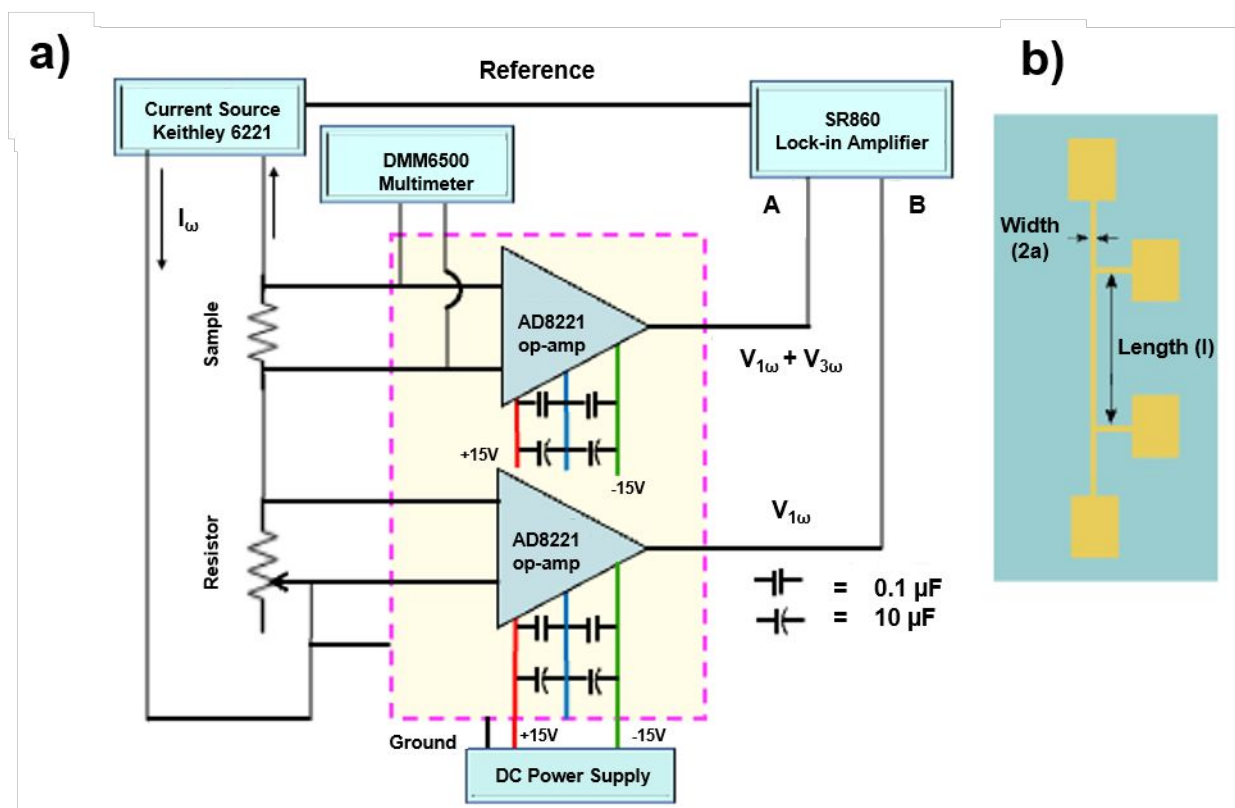 a)
Reference
b)
Current Source
Keithley 6221
SR860
Lock-in Amplifier
DMM6500
Multimeter
A
B
Iω
Width
(2a)
Sample
AD8221
op-amp
V1ω + V3ω
Length (l)
+15V
-15V
V1ω
Resistor
AD8221
op-amp
= 0.1 µF
= 10 µF
Ground
+15V
-15V
DC Power Supply